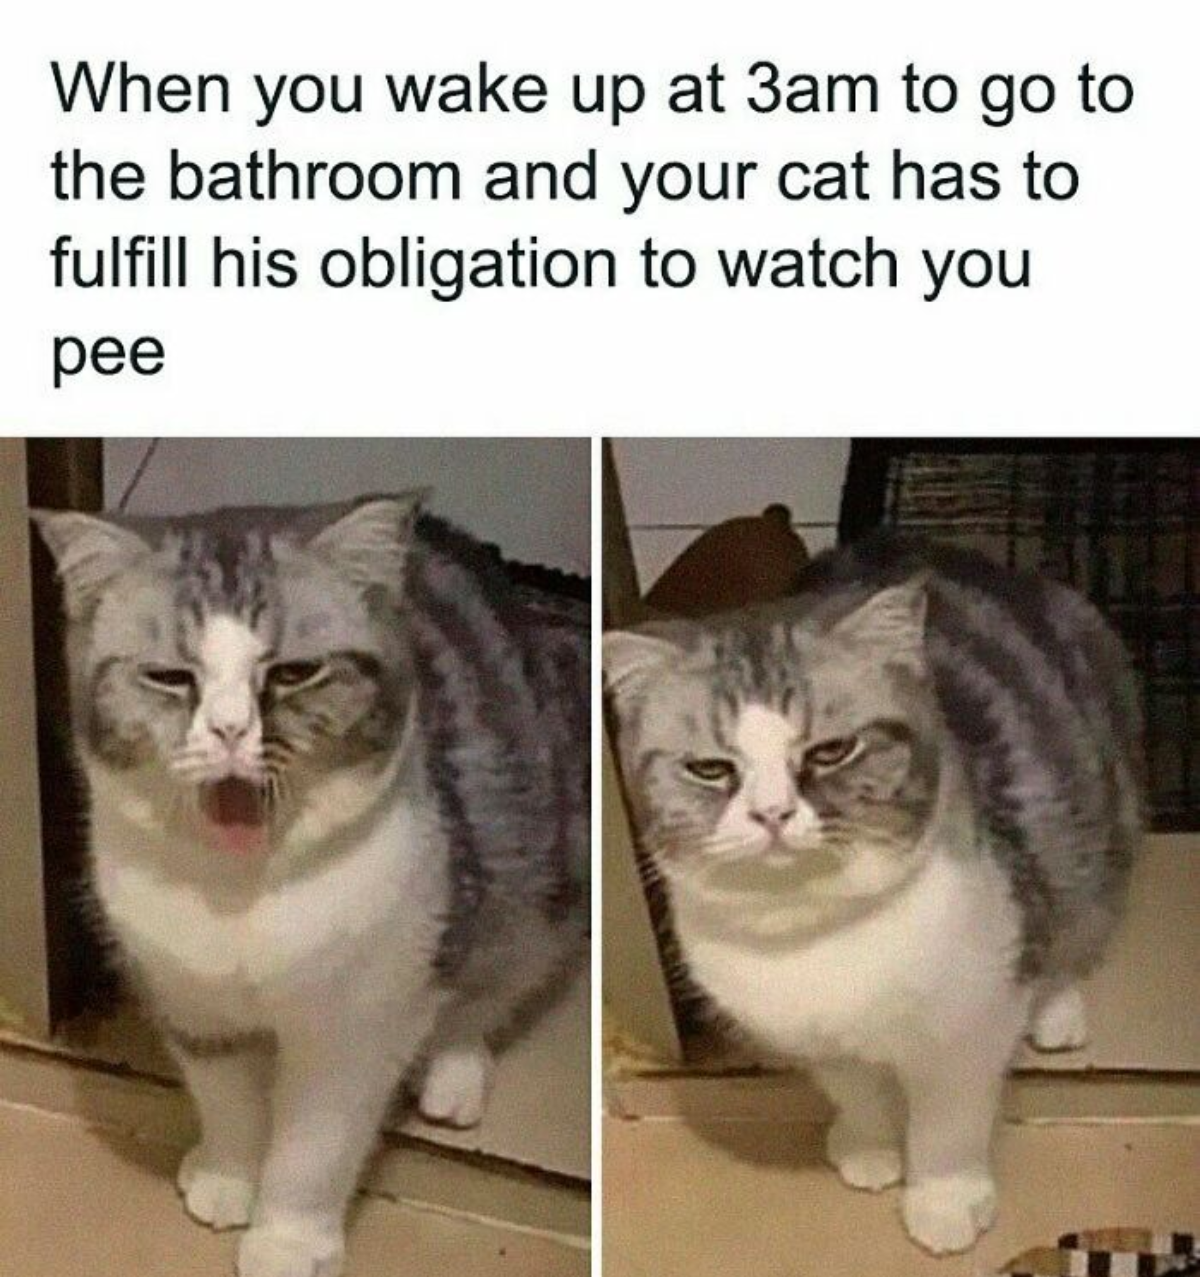 When you wake up at 3am to go to
the bathroom and your cat has to
fulfill his obligation to watch you
pee